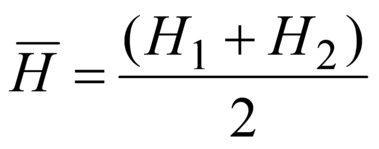 H̅ = (H₁ + H₂) / 2